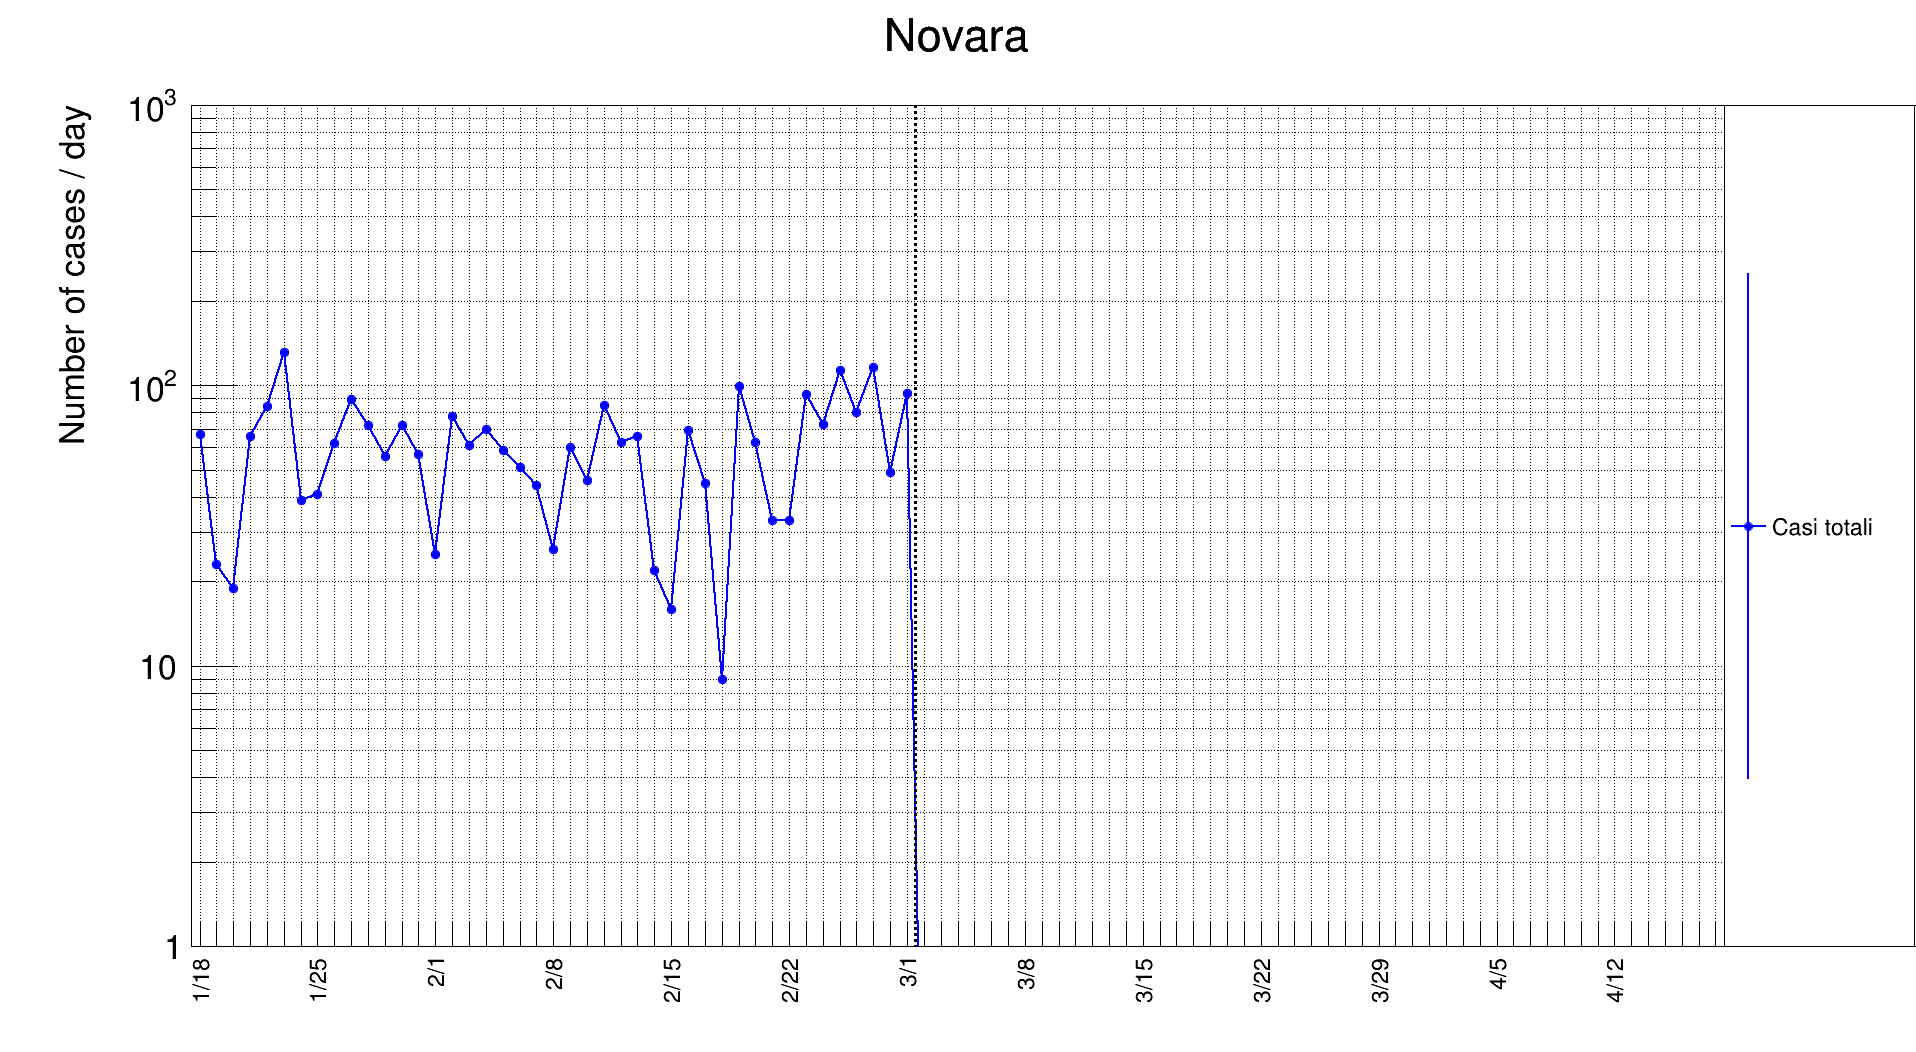 Novara
Number of cases / day
10³
10²
10
1
1/18 1/25 2/1 2/8 2/15 2/22 3/1 3/8 3/15 3/22 3/29 4/5 4/12
Casi totali